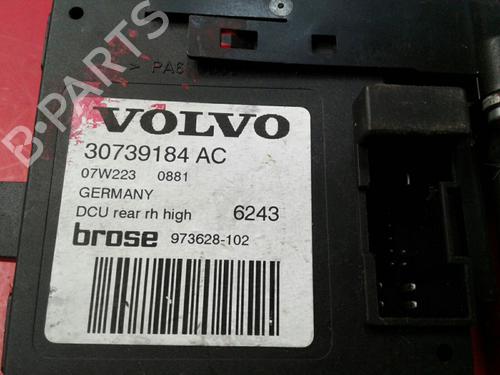 > PA6
VOLVO
30739184 AC
07W223 0881
GERMANY
DCU rear rh high 6243
brose 973628-102
B-PARTS